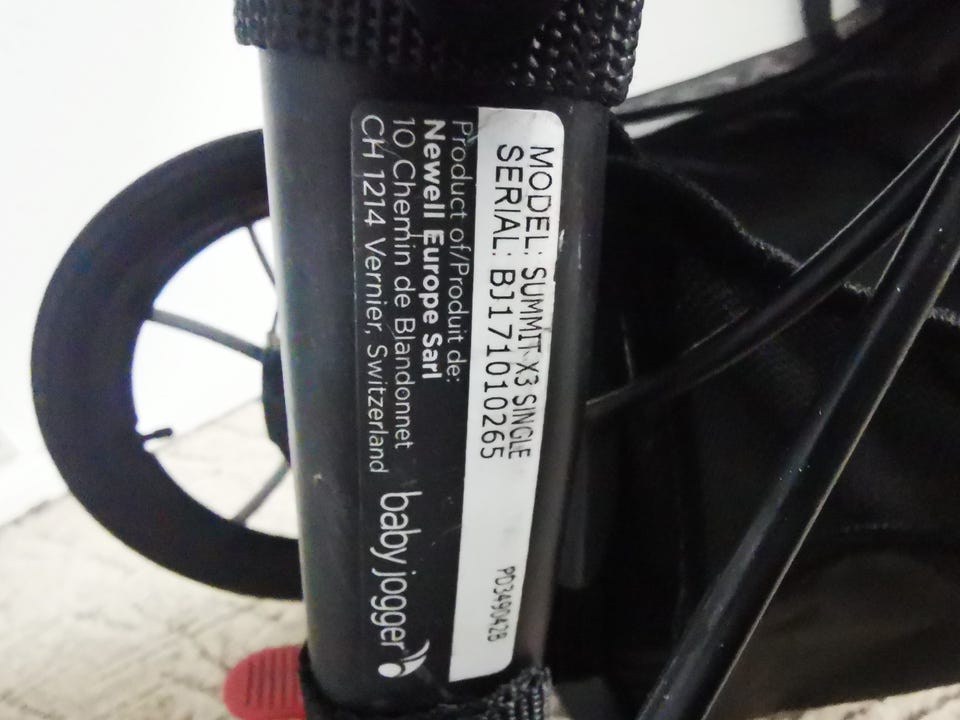 MODEL: SUMMIT X3 SINGLE
SERIAL: BJ171010265
PD349042B
Product of/Produit de:
Newell Europe Sarl
10 Chemin de Blandonnet
CH 1214 Vernier, Switzerland
baby jogger